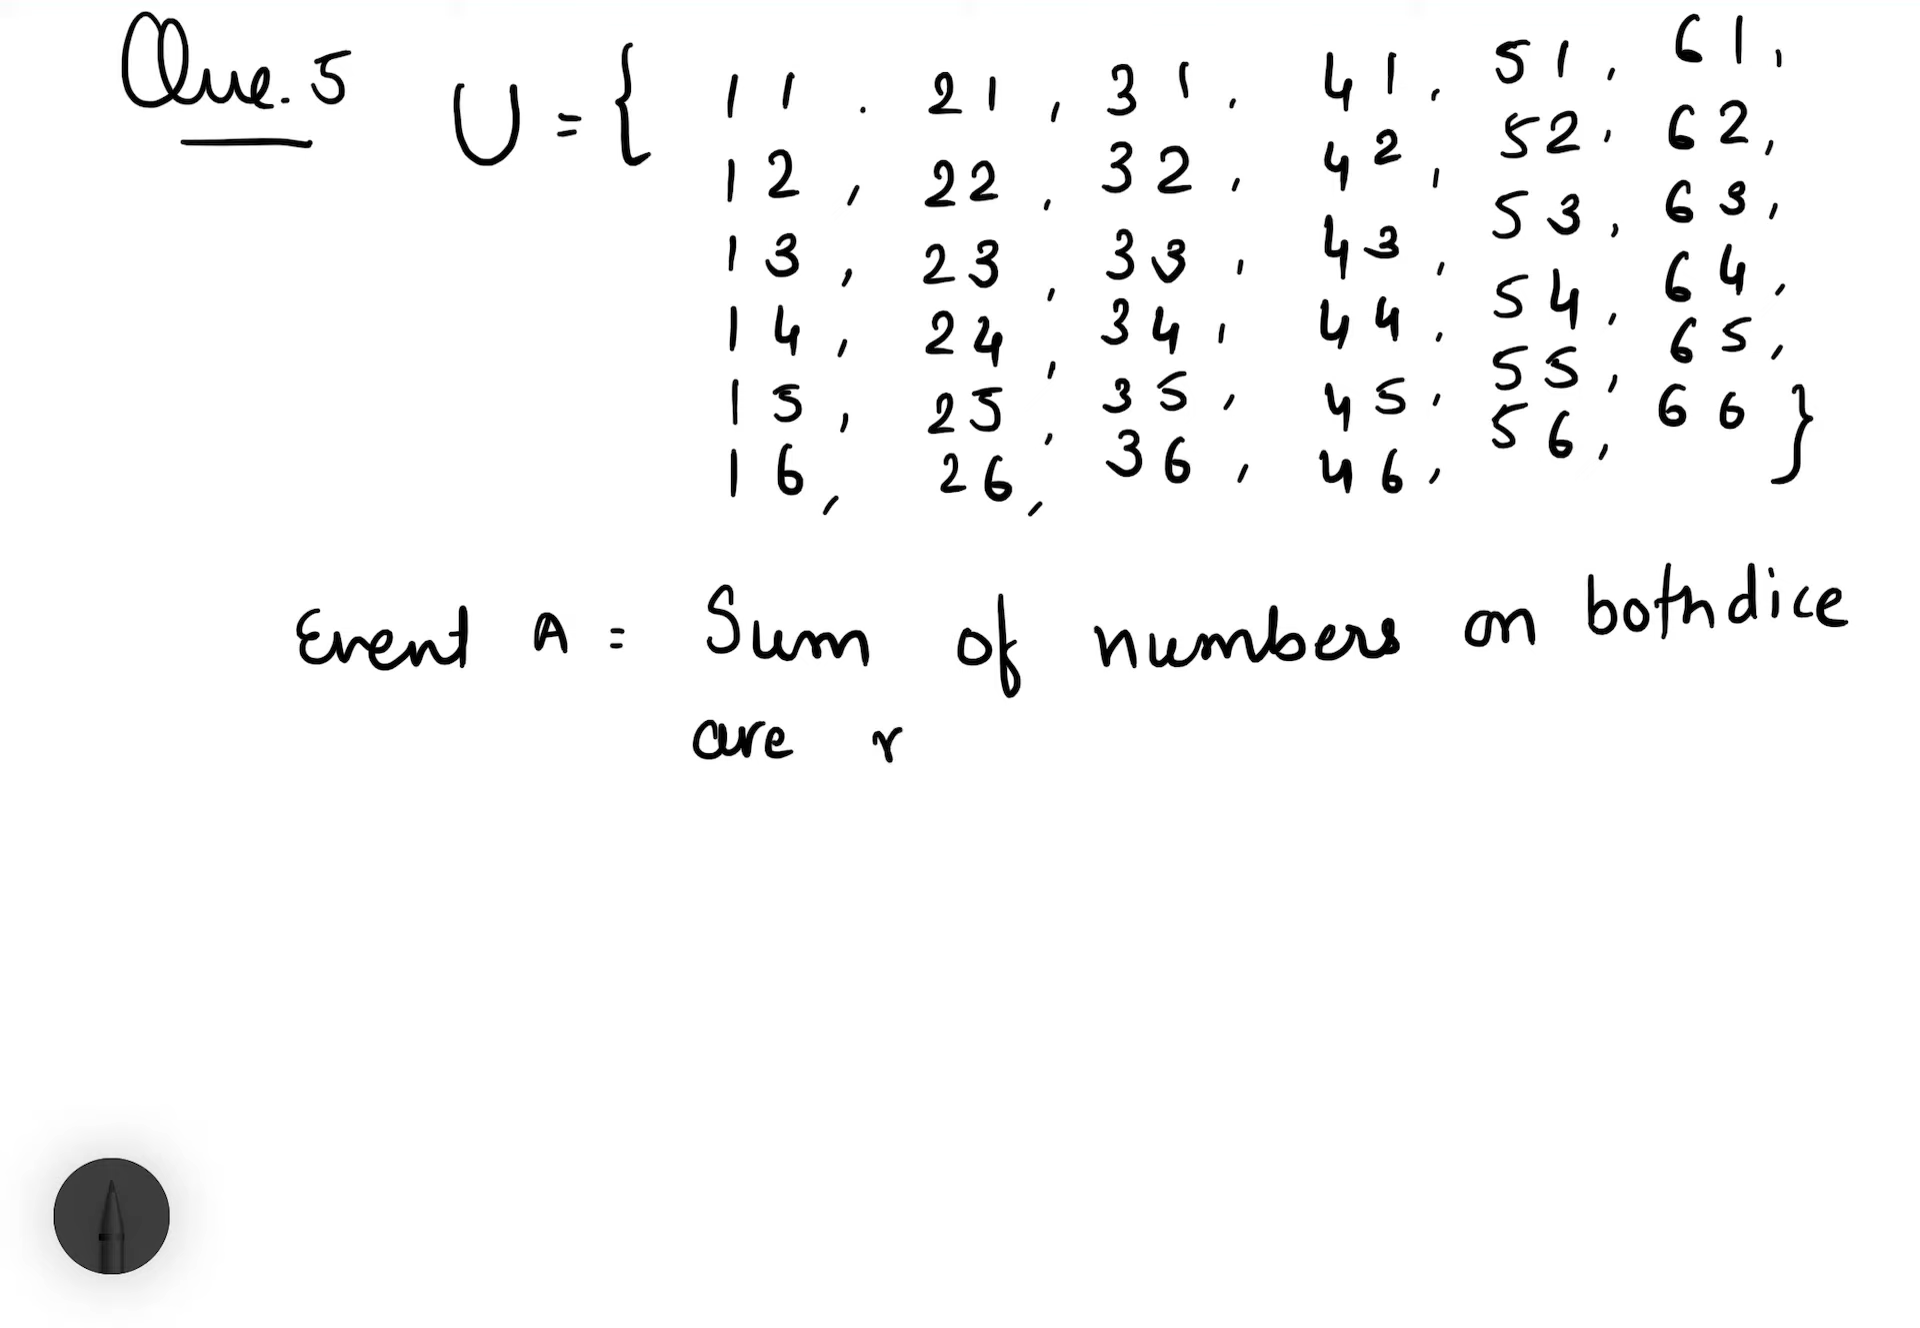 Que. 5 U = { 11 . 21 , 31 , 41 , 51 , 61 ,
12 , 22 , 32 , 42 , 52 , 62 ,
13 , 23 , 33 , 43 , 53 , 63 ,
14 , 24 , 34 , 44 , 54 , 64 ,
15 , 25 , 35 , 45 , 55 , 65 ,
16 , 26 , 36 , 46 , 56 , 66 }
Event A = Sum of numbers on both dice
are r